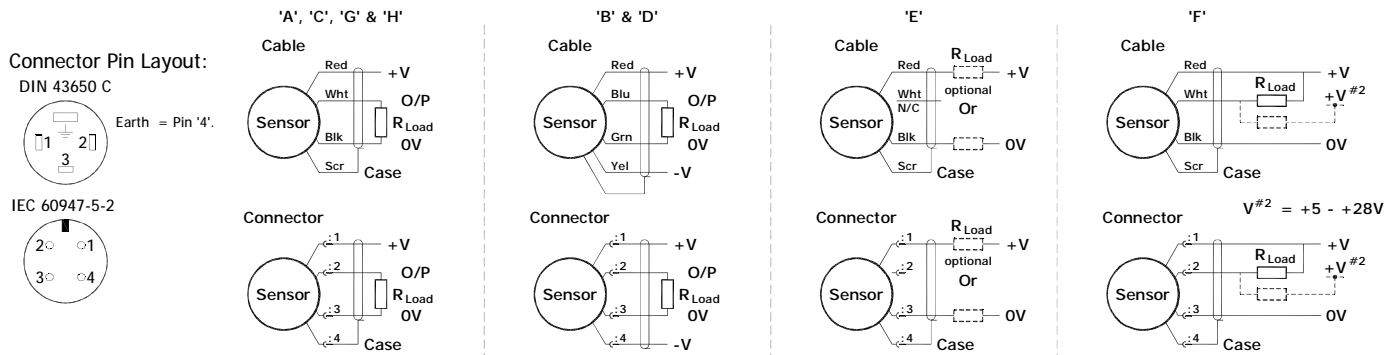 'A', 'C', 'G' & 'H'
'B' & 'D'
'E'
'F'
Connector Pin Layout:
DIN 43650 C
1 2
3
Earth = Pin '4'.
IEC 60947-5-2
2 1
3 4
Cable
Red
+V
Wht
O/P
Sensor
R Load
Blk
0V
Scr
Case
Cable
Red
+V
Blu
O/P
Sensor
R Load
Grn
0V
Yel
-V
Cable
R Load
Red
+V
optional
Wht
N/C
Or
Sensor
Blk
0V
Scr
Case
Cable
Red
+V
R Load
+V#2
Wht
Sensor
Blk
0V
Scr
Case
V#2 = +5 - +28V
Connector
:1
+V
:2
O/P
Sensor
R Load
:3
0V
:4
Case
Connector
:1
+V
:2
O/P
Sensor
R Load
:3
0V
:4
-V
Connector
R Load
:1
+V
optional
:2
Or
Sensor
:3
0V
:4
Case
Connector
:1
+V
R Load
+V#2
:2
Sensor
:3
0V
:4
Case